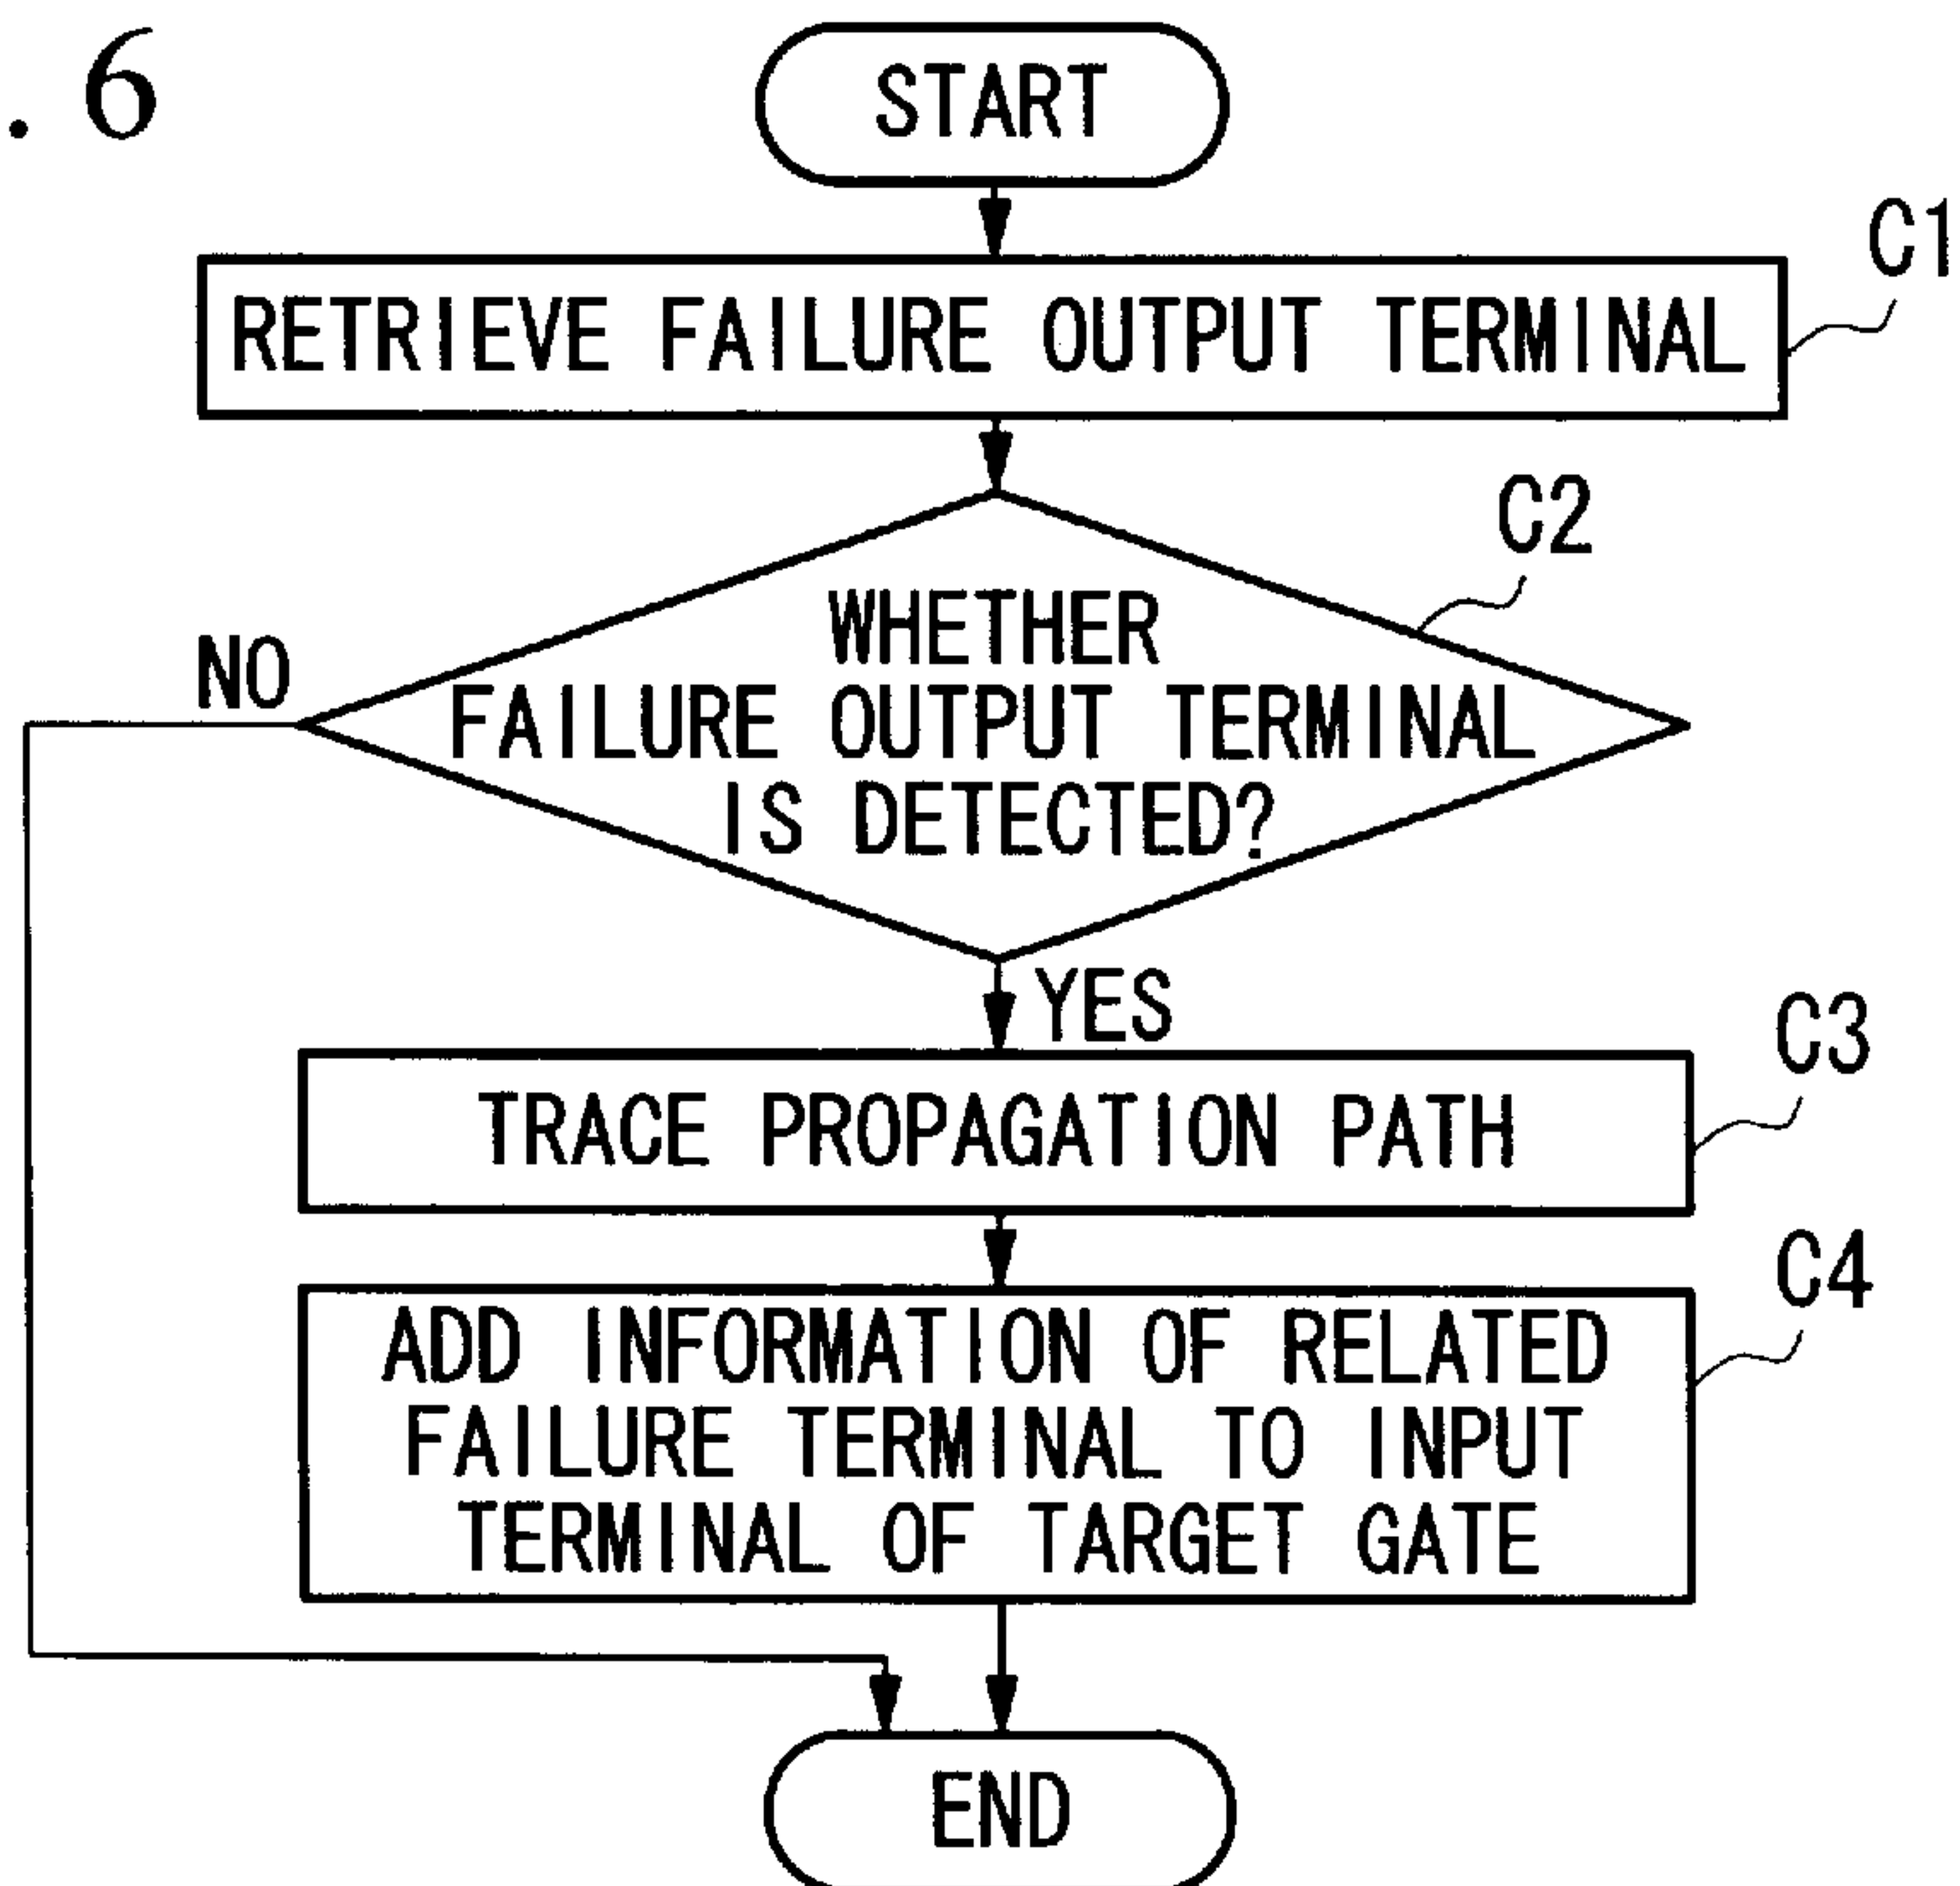 . 6
START
C1
RETRIEVE FAILURE OUTPUT TERMINAL
C2
WHETHER
FAILURE OUTPUT TERMINAL
IS DETECTED?
NO
YES
C3
TRACE PROPAGATION PATH
C4
ADD INFORMATION OF RELATED
FAILURE TERMINAL TO INPUT
TERMINAL OF TARGET GATE
END